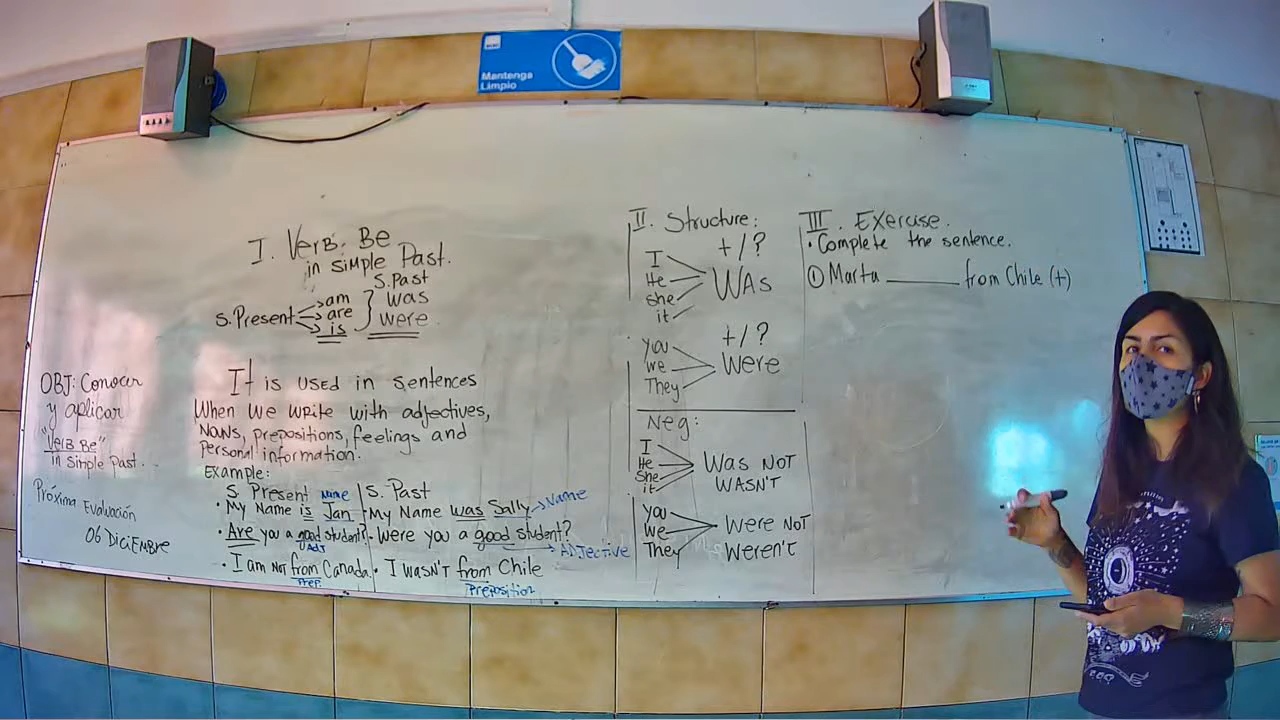 Mantenga
Limpio
I. Verb. Be
in simple Past.
S. Past
S. Present
am
are
is
was
were
OBJ: Conocer
y aplicar
"Verb Be"
in simple Past.
Próxima Evaluación
06 Diciembre
It is used in sentences
When we write with adjectives,
Nouns, prepositions, feelings and
personal information.
Example:
S. Present
Name
• My Name is Jan
• Are you a good student?
ADJ
• I am not from Canada.
Prep.
S. Past
- My Name was Sally → Name
- Were you a good student?
→ ADJective
• I wasn't from Chile
Preposition
II. Structure:
+/?
I
He
she
it
Was
+/?
you
we
They
Were
Neg:
I
He
She
it
Was NOT
WASN'T
you
we
They
Were NOT
Weren't
III. Exercise.
• Complete the sentence.
① Marta ________ from Chile (+)